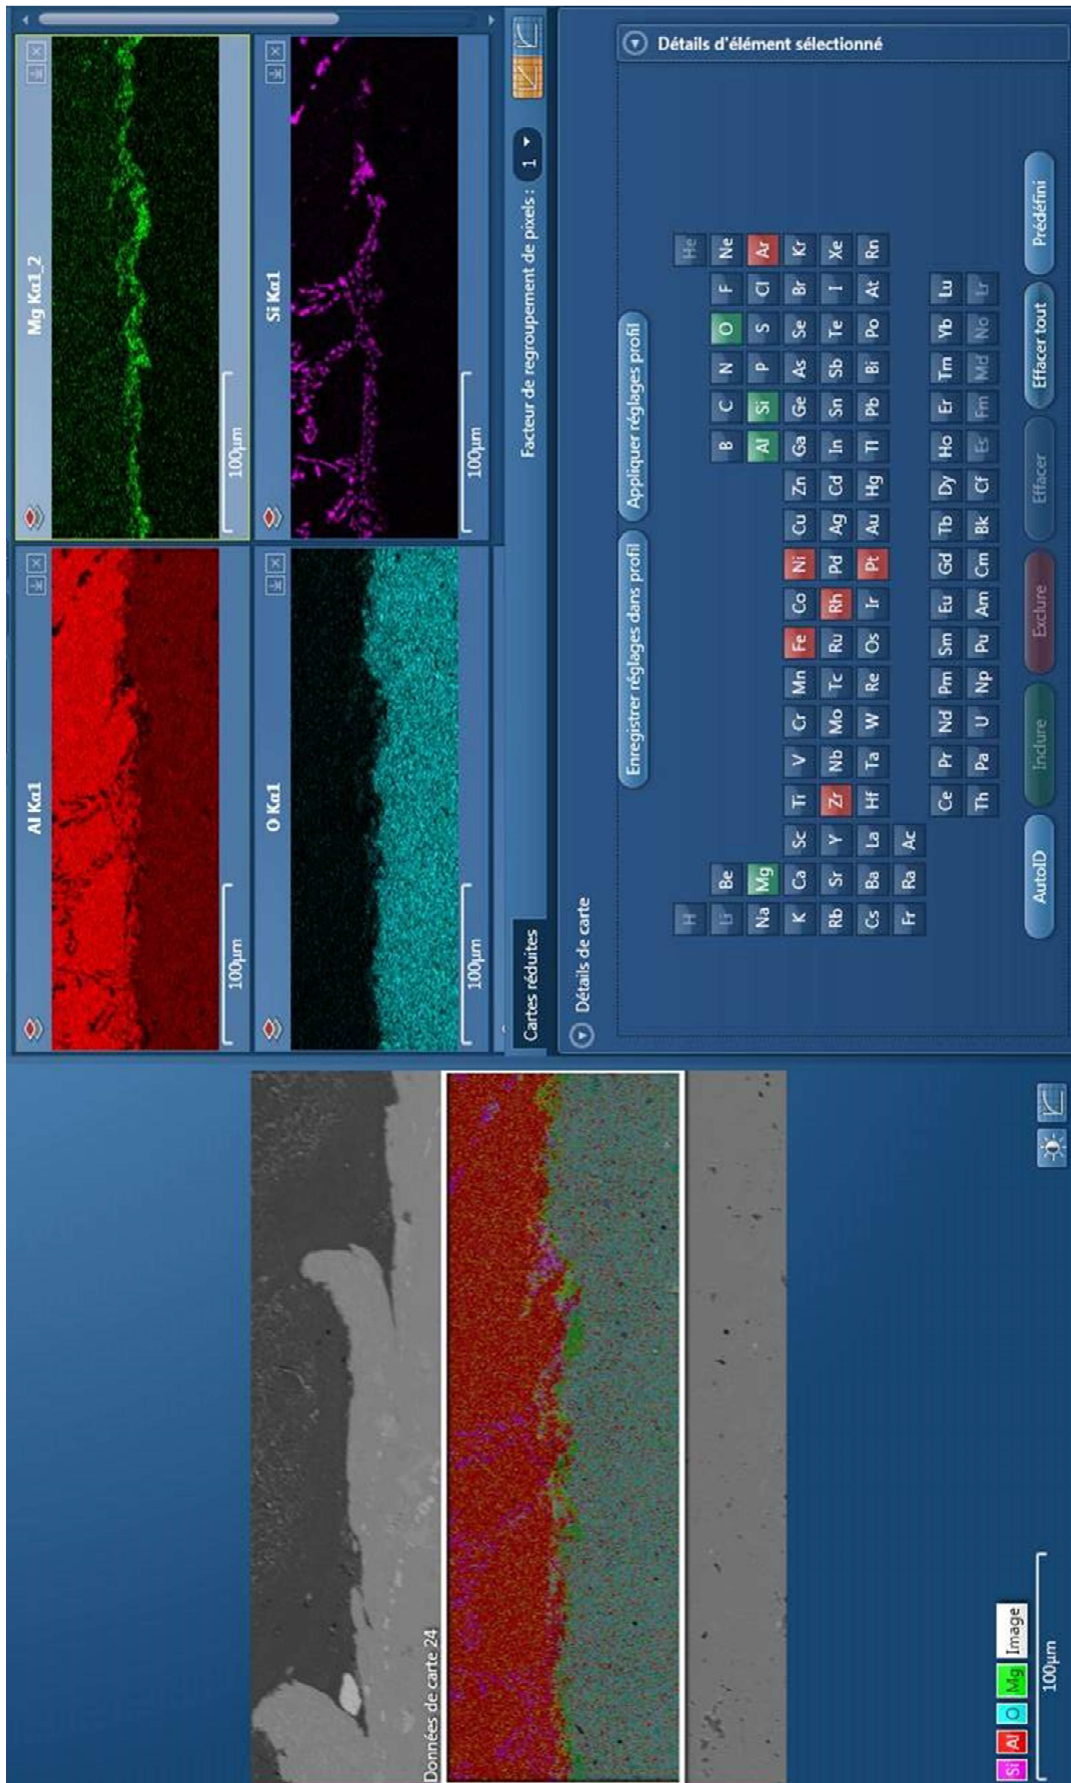 Données de carte 24
Si Al O Mg Image
100µm
Al Kα1
100µm
Mg Kα1_2
100µm
O Kα1
100µm
Si Kα1
100µm
Cartes réduites
Facteur de regroupement de pixels : 1
Détails de carte
Enregistrer réglages dans profil
Appliquer réglages profil
H He
Li Be B C N O F Ne
Na Mg Al Si P S Cl Ar
K Ca Sc Ti V Cr Mn Fe Co Ni Cu Zn Ga Ge As Se Br Kr
Rb Sr Y Zr Nb Mo Tc Ru Rh Pd Ag Cd In Sn Sb Te I Xe
Cs Ba La Hf Ta W Re Os Ir Pt Au Hg Tl Pb Bi Po At Rn
Fr Ra Ac
Ce Pr Nd Pm Sm Eu Gd Tb Dy Ho Er Tm Yb Lu
Th Pa U Np Pu Am Cm Bk Cf Es Fm Md No Lr
AutoID
Inclure
Exclure
Effacer
Effacer tout
Prédéfini
Détails d'élément sélectionné